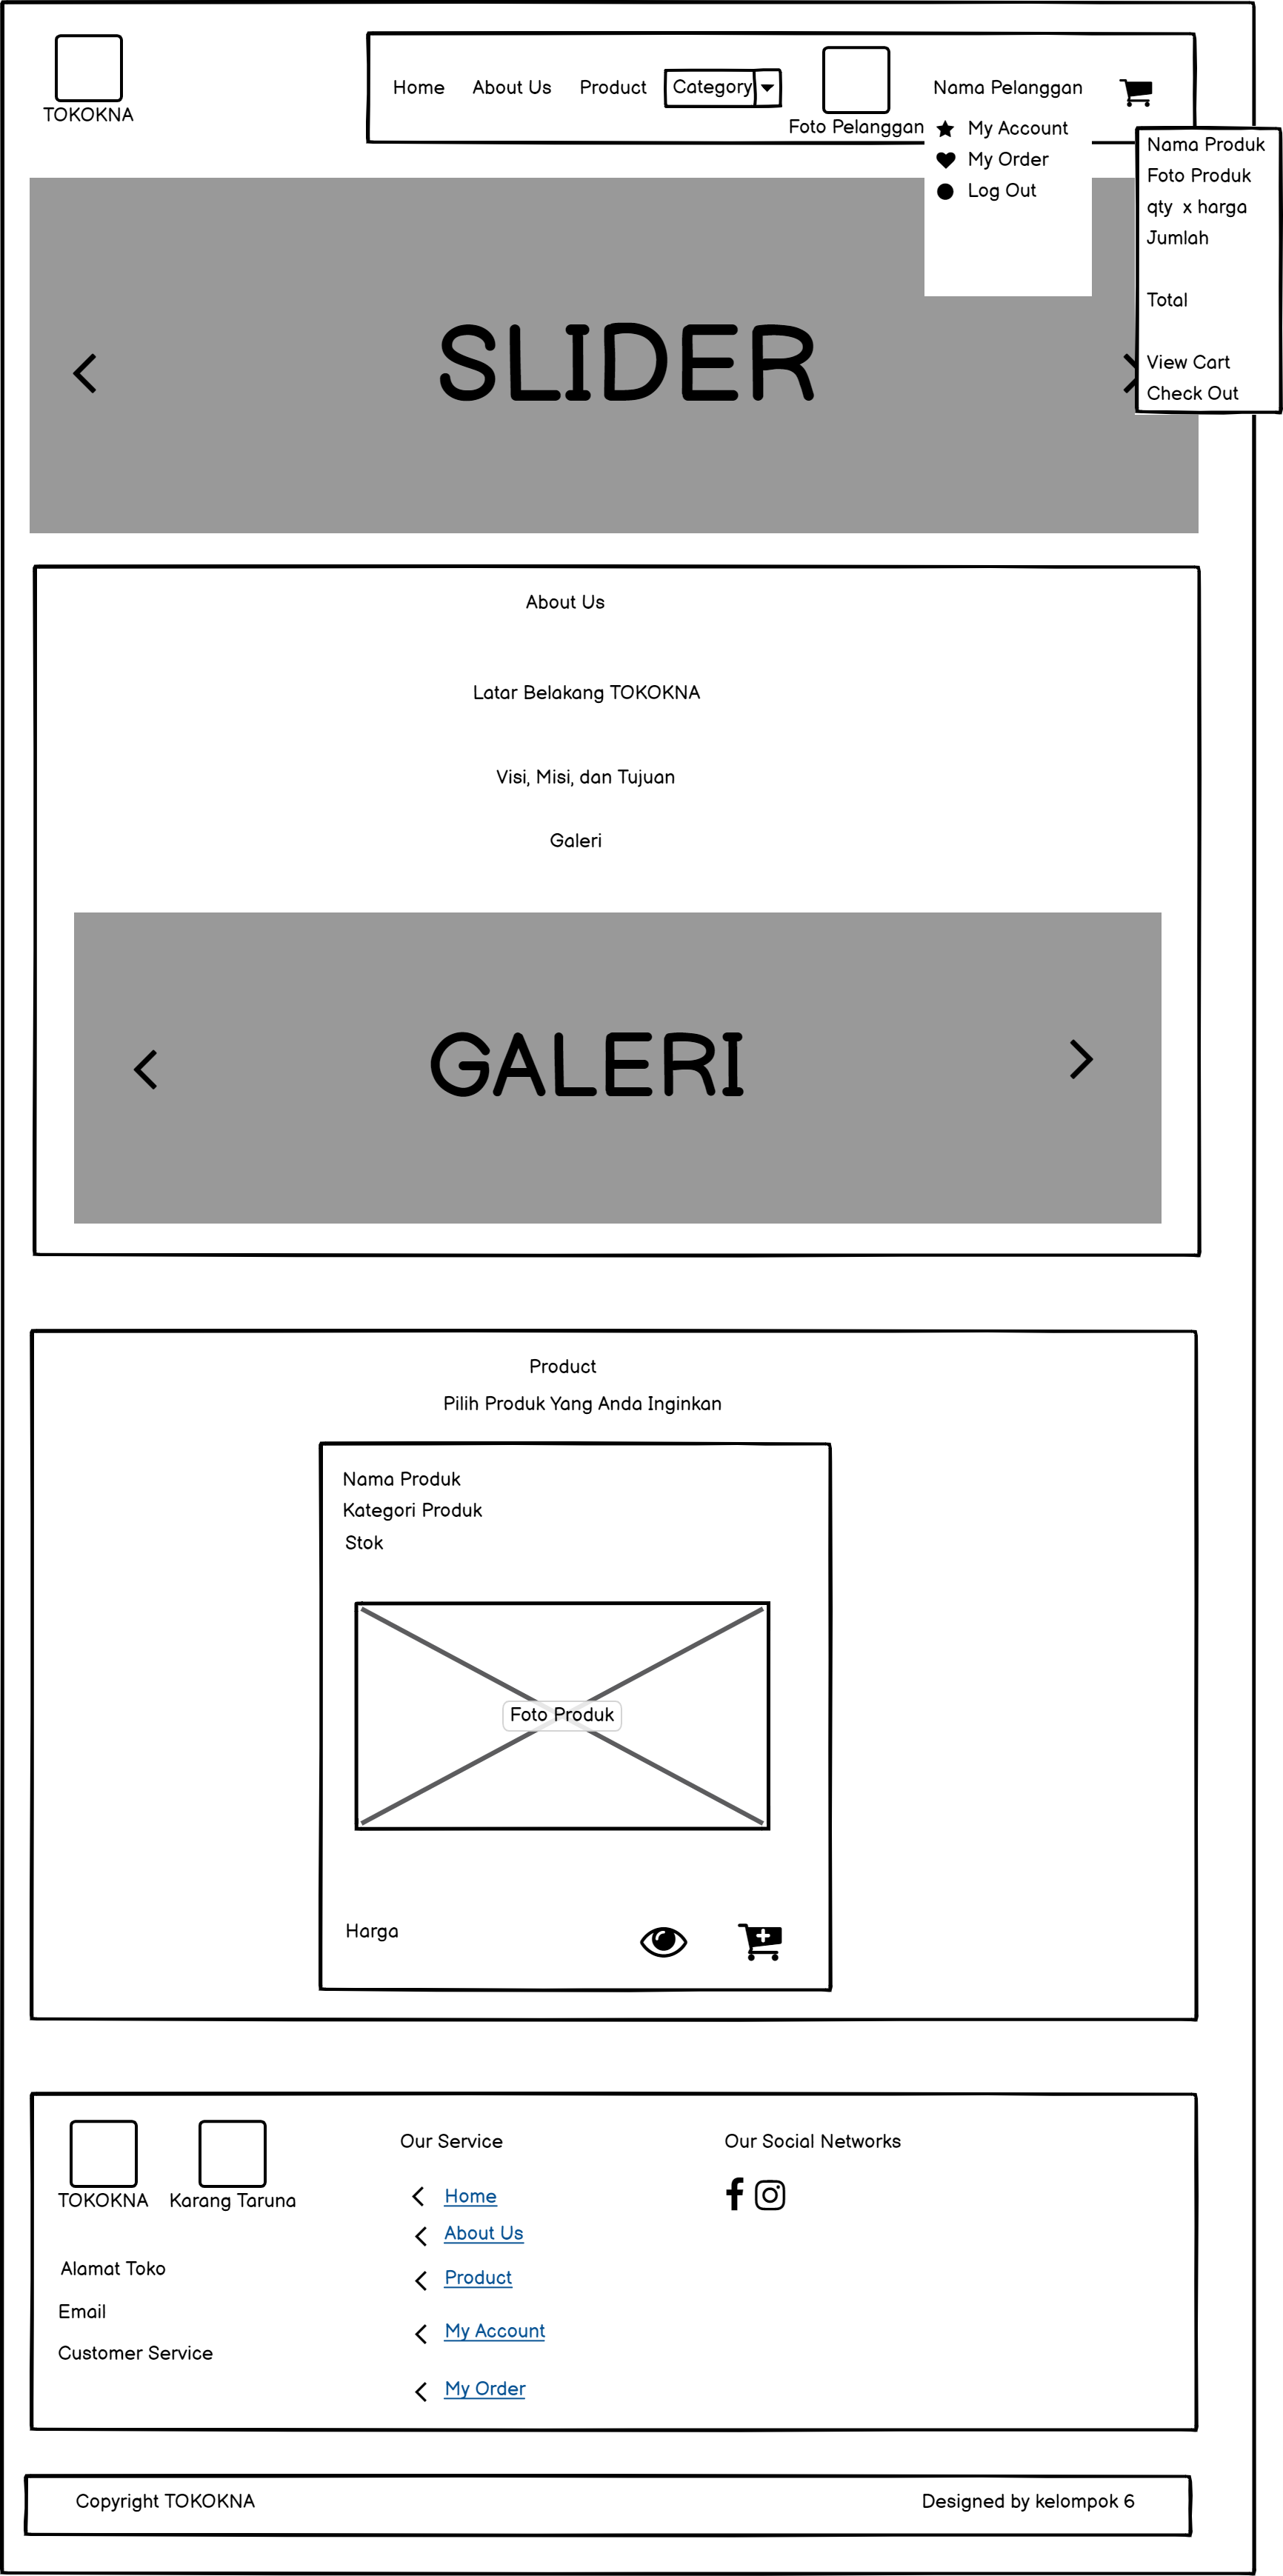 TOKOKNA
Home About Us Product Category
Foto Pelanggan
Nama Pelanggan
My Account
My Order
Log Out
Nama Produk
Foto Produk
qty x harga
Jumlah
Total
View Cart
Check Out
SLIDER
About Us
Latar Belakang TOKOKNA
Visi, Misi, dan Tujuan
Galeri
GALERI
Product
Pilih Produk Yang Anda Inginkan
Nama Produk
Kategori Produk
Stok
Foto Produk
Harga
TOKOKNA Karang Taruna
Alamat Toko
Email
Customer Service
Our Service
Home
About Us
Product
My Account
My Order
Our Social Networks
Copyright TOKOKNA
Designed by kelompok 6